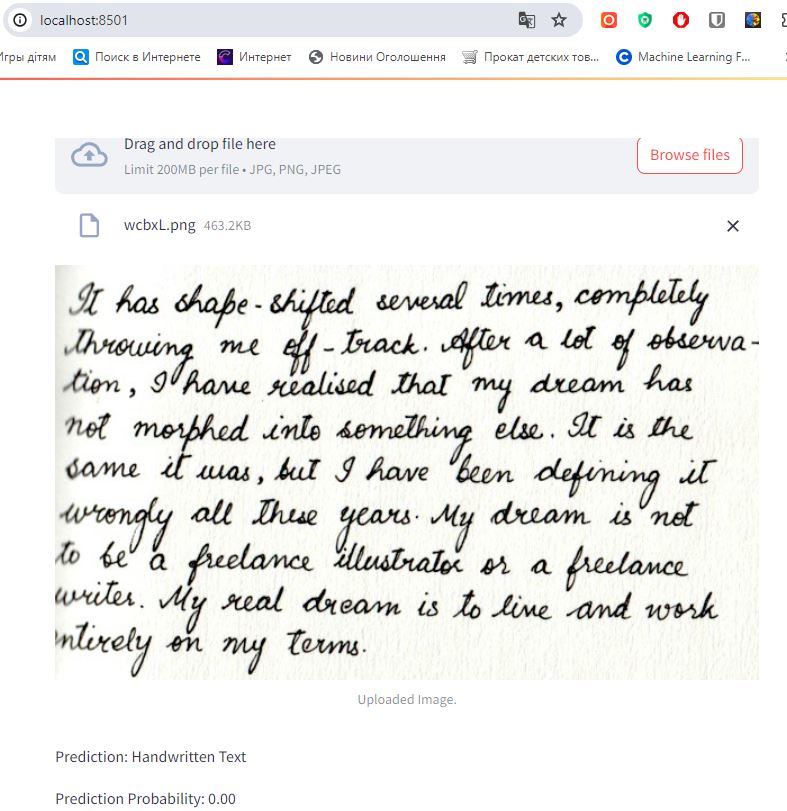 localhost:8501
Игры дітям Поиск в Интернете Интернет Новини Оголошення Прокат детских тов... Machine Learning F...
Drag and drop file here
Limit 200MB per file • JPG, PNG, JPEG
Browse files
wcbxL.png 463.2KB
It has shape-shifted several times, completely
throwing me off-track. After a lot of observa-
tion, I have realised that my dream has
not morphed into something else. It is the
same it was, but I have been defining it
wrongly all these years. My dream is not
to be a freelance illustrator or a freelance
writer. My real dream is to live and work
ntirely on my terms.
Uploaded Image.
Prediction: Handwritten Text
Prediction Probability: 0.00